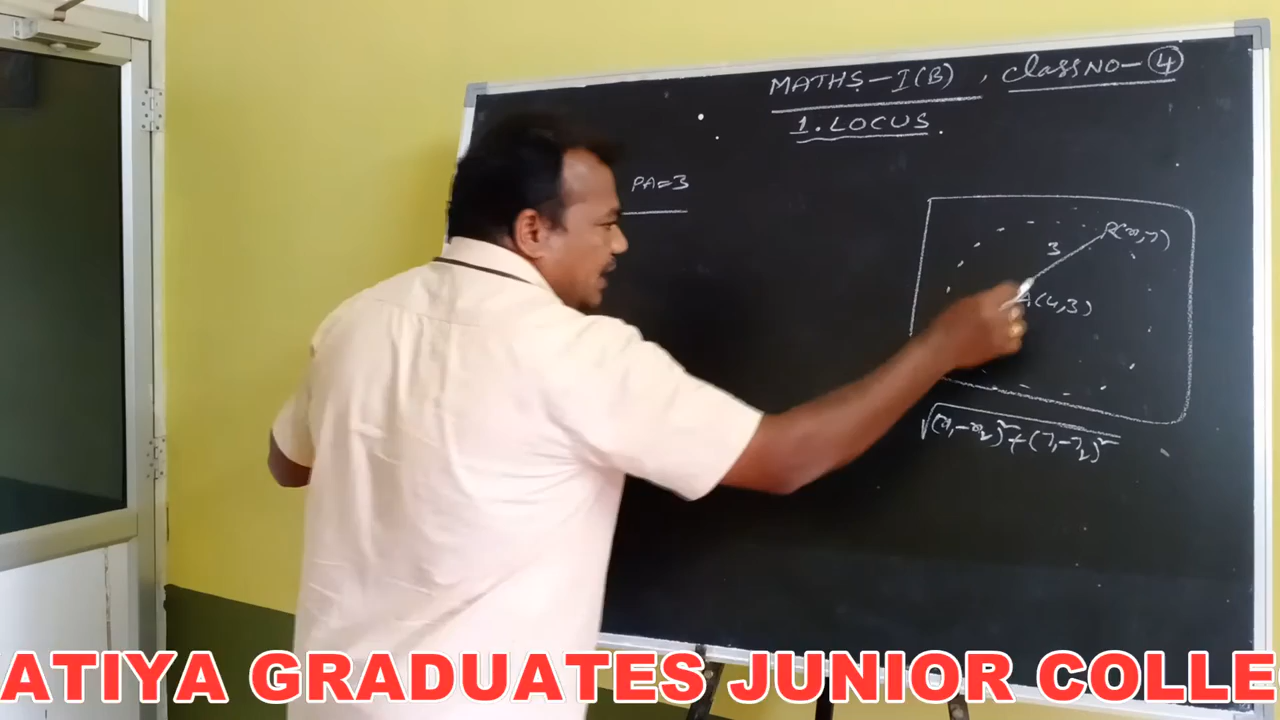 MATHS-I(B), Class NO-④
1. LOCUS.
PA=3
P(x,y)
3
A(4,3)
√(x₁-x₂)²+(y₁-y₂)²
ATIYA GRADUATES JUNIOR COLLE